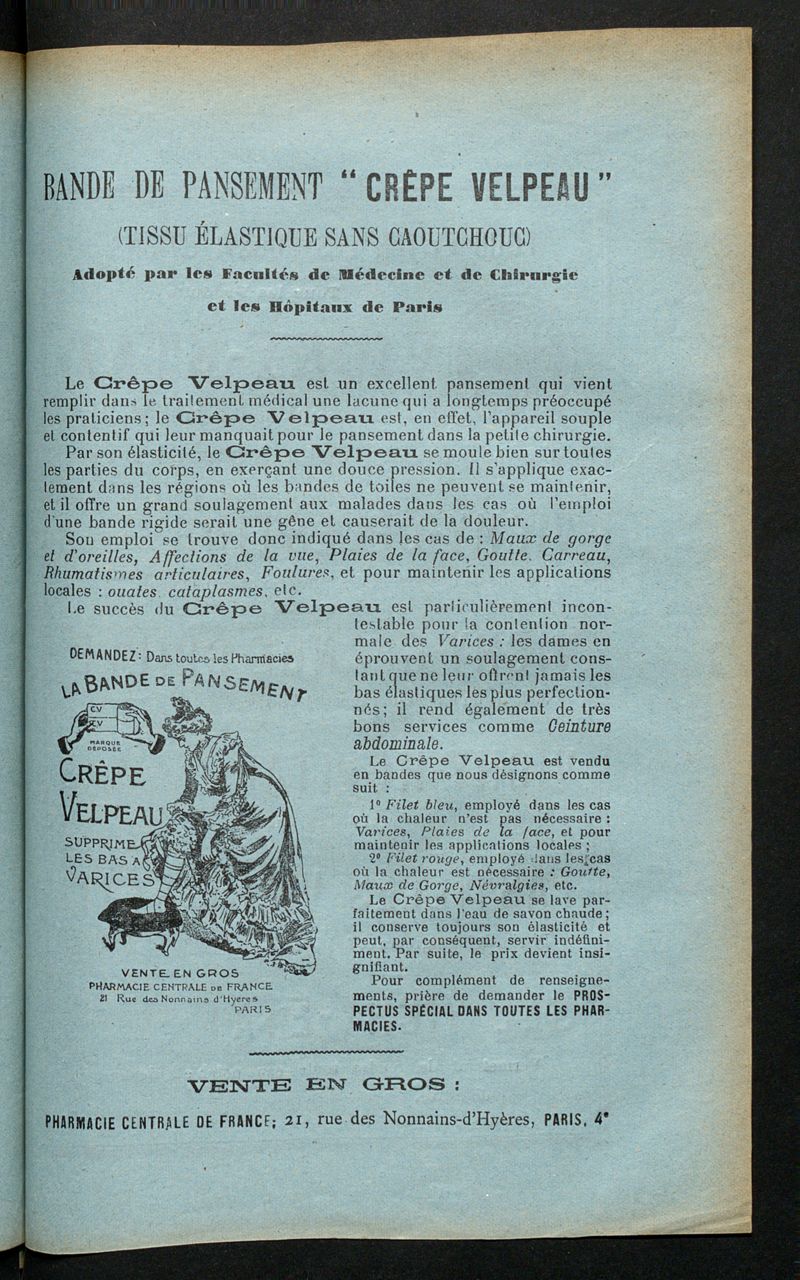 BANDE DE PANSEMENT “CRÊPE VELPEAU”
(TISSU ÉLASTIQUE SANS CAOUTCHOUC)
Adopté par les Facultés de Médecine et de Chirurgie
et les Hôpitaux de Paris
Le Crêpe Velpeau est un excellent pansement qui vient
remplir dans le traitement médical une lacune qui a longtemps préoccupé
les praticiens; le Crêpe Velpeau est, en effet, l'appareil souple
et contentif qui leur manquait pour le pansement dans la petite chirurgie.
Par son élasticité, le Crêpe Velpeau se moule bien sur toutes
les parties du corps, en exerçant une douce pression. Il s'applique exac-
tement dans les régions où les bandes de toiles ne peuvent se maintenir,
et il offre un grand soulagement aux malades dans les cas où l'emploi
d'une bande rigide serait une gêne et causerait de la douleur.
Son emploi se trouve donc indiqué dans les cas de : Maux de gorge
et d'oreilles, Affections de la vue, Plaies de la face, Goutte, Carreau,
Rhumatismes articulaires, Foulures, et pour maintenir les applications
locales : ouates, cataplasmes, etc.
Le succès du Crêpe Velpeau est particulièrement incon-
testable pour la contention nor-
male des Varices : les dames en
éprouvent un soulagement cons-
tant que ne leur offrent jamais les
bas élastiques les plus perfection-
nés; il rend également de très
bons services comme Ceinture
abdominale.
Le Crêpe Velpeau est vendu
en bandes que nous désignons comme
suit :
1º Filet bleu, employé dans les cas
où la chaleur n'est pas nécessaire :
Varices, Plaies de la face, et pour
maintenir les applications locales ;
2º Filet rouge, employé dans les cas
où la chaleur est nécessaire : Goutte,
Maux de Gorge, Névralgies, etc.
Le Crêpe Velpeau se lave par-
faitement dans l'eau de savon chaude;
il conserve toujours son élasticité et
peut, par conséquent, servir indéfini-
ment. Par suite, le prix devient insi-
gnifiant.
Pour complément de renseigne-
ments, prière de demander le PROS-
PECTUS SPÉCIAL DANS TOUTES LES PHAR-
MACIES.
DEMANDEZ: Dans toutes les Pharmacies
LA BANDE DE PANSEMENT
CV
CV
MARQUE
DÉPOSÉE
CRÊPE
VELPEAU
SUPPRIME
LES BAS A
VARICES
VENTE EN GROS
PHARMACIE CENTRALE DE FRANCE
21 Rue des Nonnains d'Hyeres
PARIS
VENTE EN GROS :
PHARMACIE CENTRALE DE FRANCE; 21, rue des Nonnains-d'Hyères, PARIS, 4e